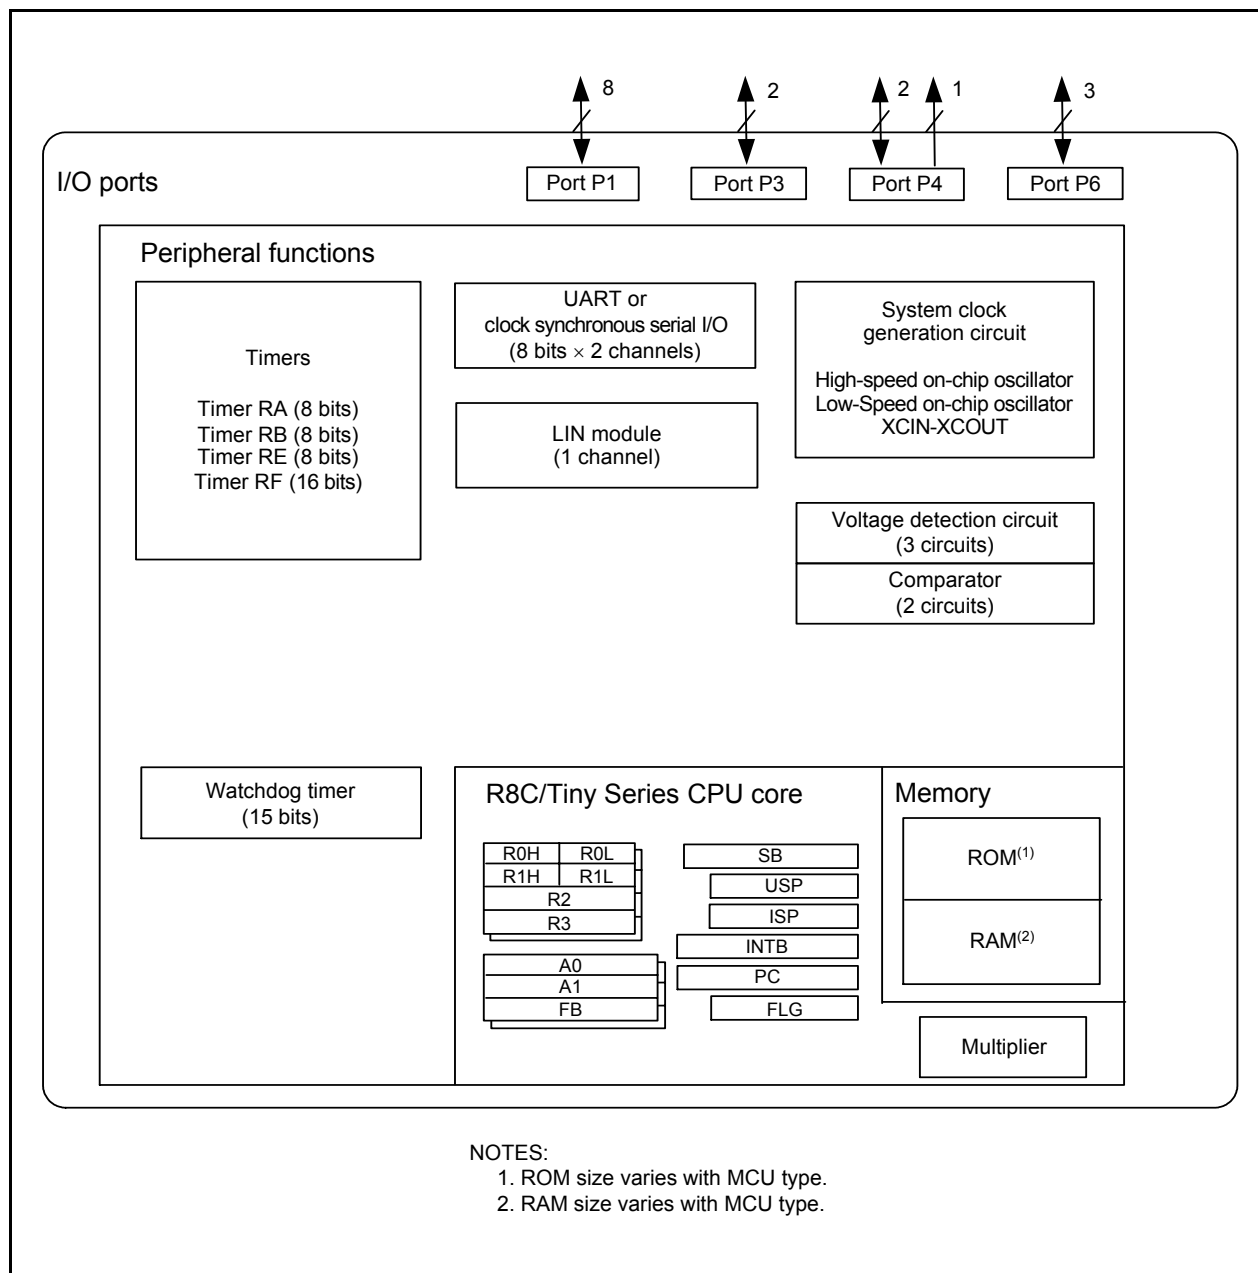 8
2
2
1
3
I/O ports
Port P1
Port P3
Port P4
Port P6
Peripheral functions
Timers
Timer RA (8 bits)
Timer RB (8 bits)
Timer RE (8 bits)
Timer RF (16 bits)
UART or
clock synchronous serial I/O
(8 bits × 2 channels)
LIN module
(1 channel)
System clock
generation circuit
High-speed on-chip oscillator
Low-Speed on-chip oscillator
XCIN-XCOUT
Voltage detection circuit
(3 circuits)
Comparator
(2 circuits)
Watchdog timer
(15 bits)
R8C/Tiny Series CPU core
R0H
R0L
R1H
R1L
R2
R3
A0
A1
FB
SB
USP
ISP
INTB
PC
FLG
Memory
ROM(1)
RAM(2)
Multiplier
NOTES:
1. ROM size varies with MCU type.
2. RAM size varies with MCU type.